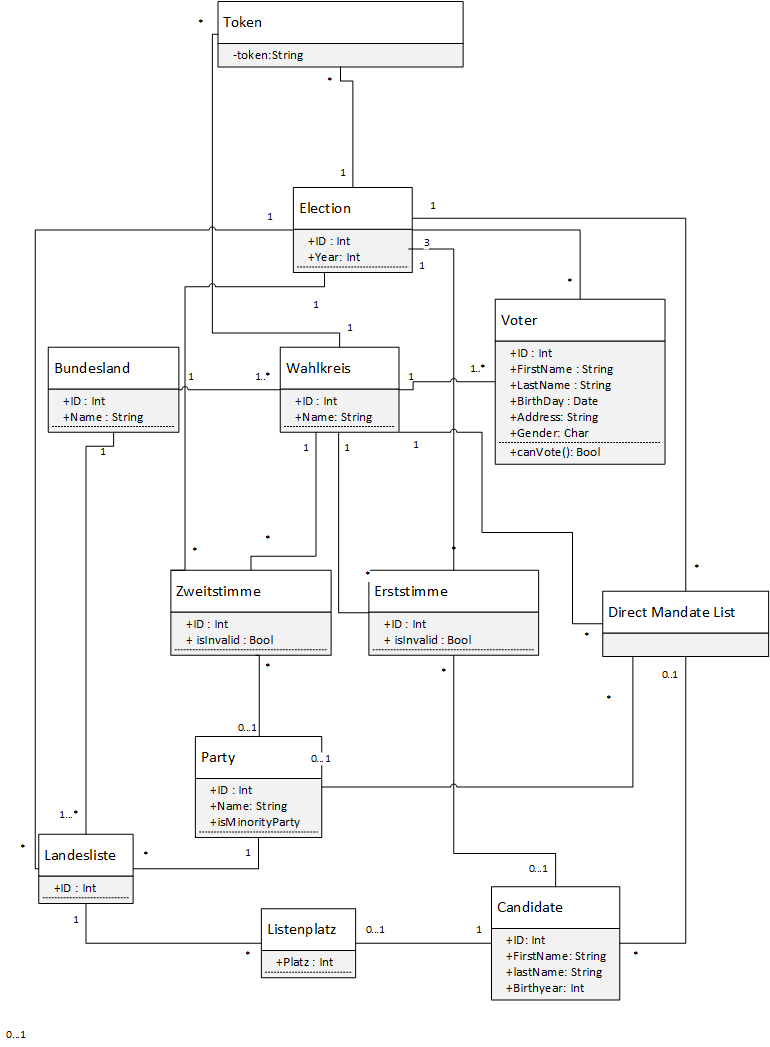 *
Token
-token:String
*
1
Election
+ID : Int
+Year: Int
1
1
3
1
1
*
Voter
+ID : Int
+FirstName : String
+LastName : String
+BirthDay : Date
+Address: String
+Gender: Char
+canVote(): Bool
1
Bundesland
+ID : Int
+Name : String
1
1..*
Wahlkreis
+ID : Int
+Name: String
1
1..*
1
1
1
1
*
*
*
*
*
Zweitstimme
+ID : Int
+ isInvalid : Bool
Erststimme
+ID : Int
+ isInvalid : Bool
Direct Mandate List
*
*
*
0..1
*
0...1
Party
+ID : Int
+Name: String
+isMinorityParty
0...1
1
1...*
*
*
Landesliste
+ID : Int
1
*
Listenplatz
+Platz : Int
0...1
1
0...1
Candidate
+ID: Int
+FirstName: String
+lastName: String
+Birthyear: Int
*
0...1